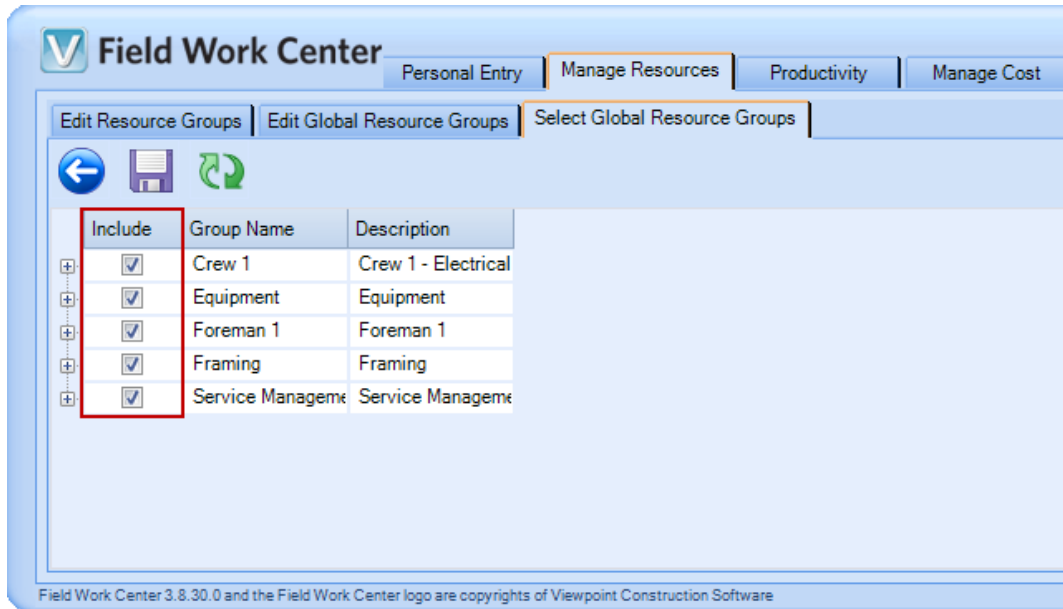 Field Work Center
Personal Entry Manage Resources Productivity Manage Cost
Edit Resource Groups Edit Global Resource Groups Select Global Resource Groups
Include Group Name Description
Crew 1 Crew 1 - Electrical
Equipment Equipment
Foreman 1 Foreman 1
Framing Framing
Service Manageme Service Manageme
Field Work Center 3.8.30.0 and the Field Work Center logo are copyrights of Viewpoint Construction Software